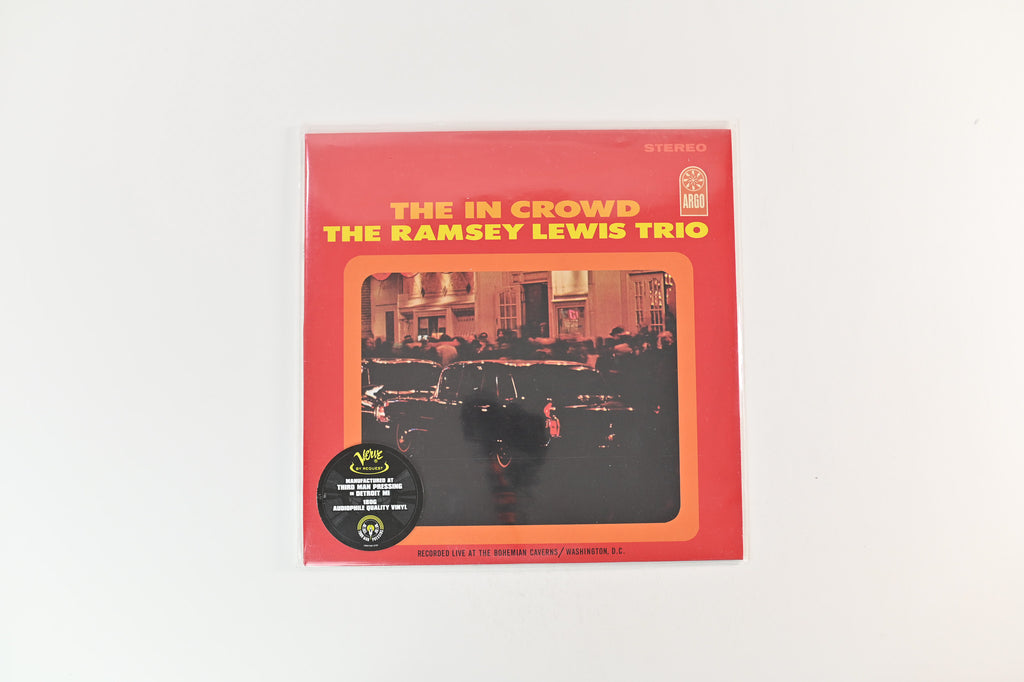 STEREO
ARGO
THE IN CROWD
THE RAMSEY LEWIS TRIO
Verve
BY REQUEST
MANUFACTURED AT
THIRD MAN PRESSING
IN DETROIT MI
180G
AUDIOPHILE QUALITY VINYL
RECORDED LIVE AT THE BOHEMIAN CAVERNS/WASHINGTON, D.C.